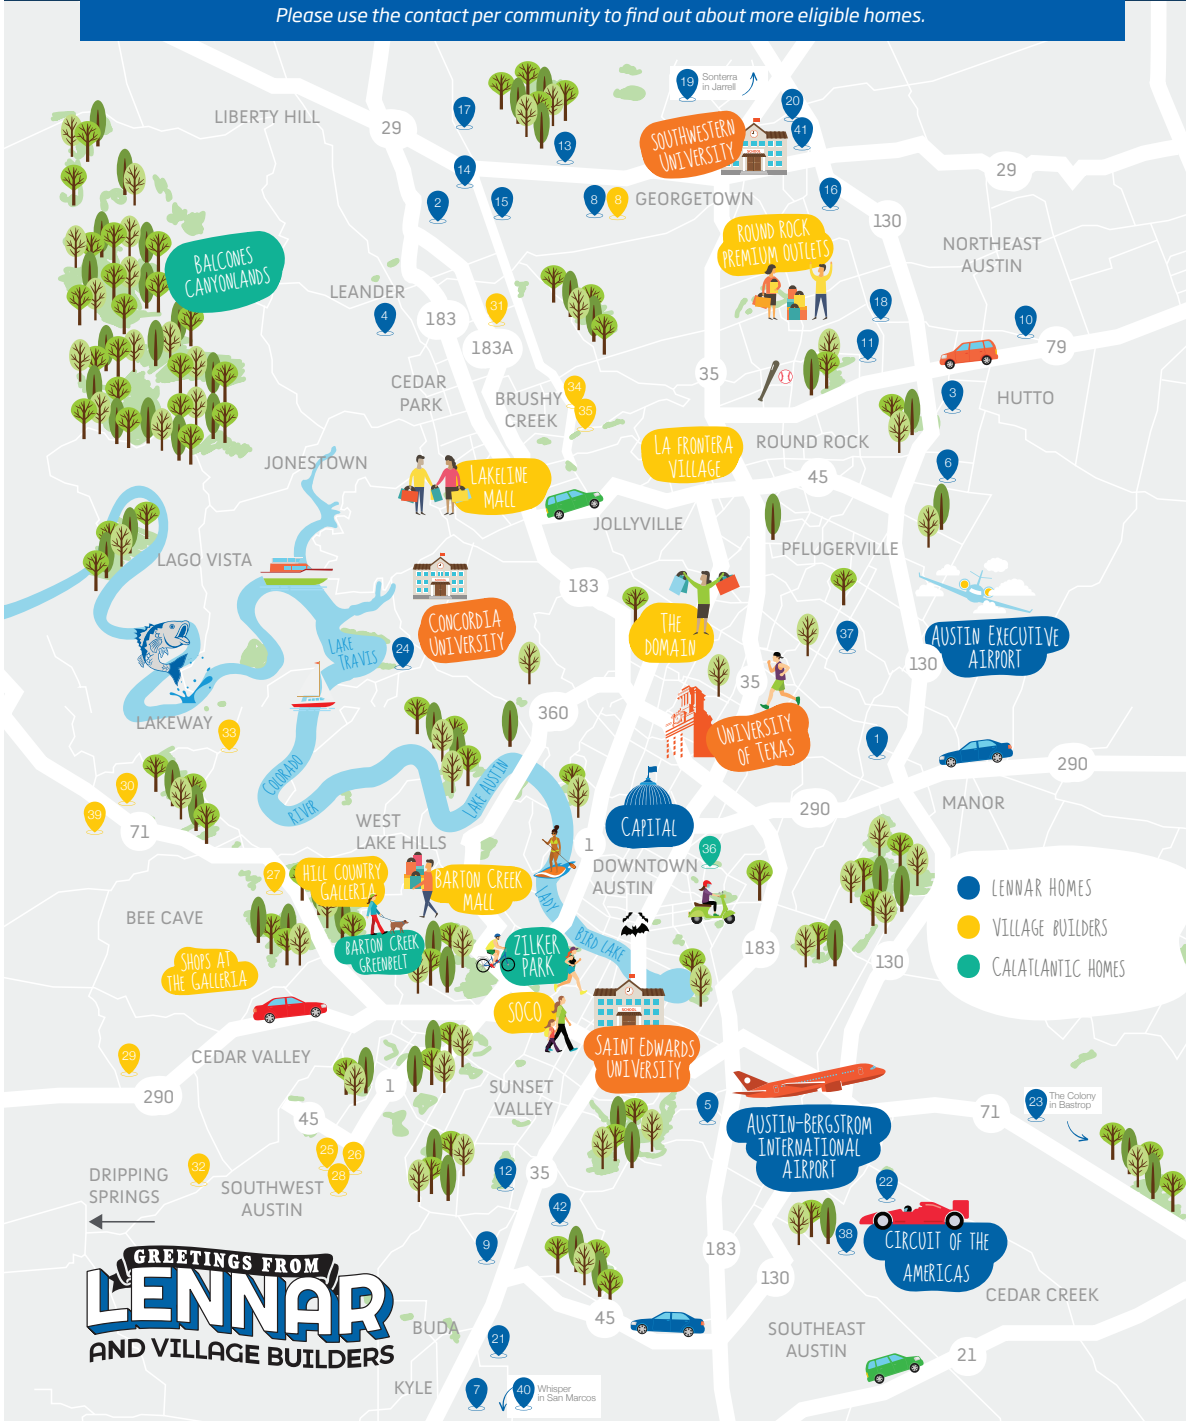 Please use the contact per community to find out about more eligible homes.
19
Sonterra
in Jarrell
20
17
LIBERTY HILL
29
41
13
SOUTHWESTERN
UNIVERSITY
SCHOOL
14
29
2
15
8
8
GEORGETOWN
16
130
ROUND ROCK
PREMIUM OUTLETS
NORTHEAST
AUSTIN
BALCONES
CANYONLANDS
LEANDER
4
183
31
183A
18
10
11
79
35
CEDAR
PARK
BRUSHY
CREEK
34
35
3
HUTTO
LA FRONTERA
VILLAGE
ROUND ROCK
JONESTOWN
6
LAKELINE
MALL
45
JOLLYVILLE
PFLUGERVILLE
LAGO VISTA
183
CONCORDIA
UNIVERSITY
THE
DOMAIN
37
AUSTIN EXECUTIVE
AIRPORT
LAKE
TRAVIS
24
130
35
LAKEWAY
33
360
UNIVERSITY
OF TEXAS
1
290
COLORADO
RIVER
LAKE AUSTIN
30
39
71
MANOR
290
WEST
LAKE HILLS
CAPITAL
1
36
DOWNTOWN
AUSTIN
27
HILL COUNTRY
GALLERIA
BARTON CREEK
MALL
LADY
BIRD LAKE
LENNAR HOMES
VILLAGE BUILDERS
CALATLANTIC HOMES
BEE CAVE
BARTON CREEK
GREENBELT
ZILKER
PARK
183
130
SHOPS AT
THE GALLERIA
SOCO
SCHOOL
SAINT EDWARDS
UNIVERSITY
29
CEDAR VALLEY
290
1
SUNSET
VALLEY
45
5
71
23
The Colony
in Bastrop
AUSTIN-BERGSTROM
INTERNATIONAL
AIRPORT
25
26
28
32
DRIPPING
SPRINGS
SOUTHWEST
AUSTIN
12
35
22
42
38
CIRCUIT OF THE
AMERICAS
9
183
130
GREETINGS FROM
LENNAR
AND VILLAGE BUILDERS
CEDAR CREEK
45
BUDA
21
SOUTHEAST
AUSTIN
21
KYLE
7
40
Whisper
in San Marcos